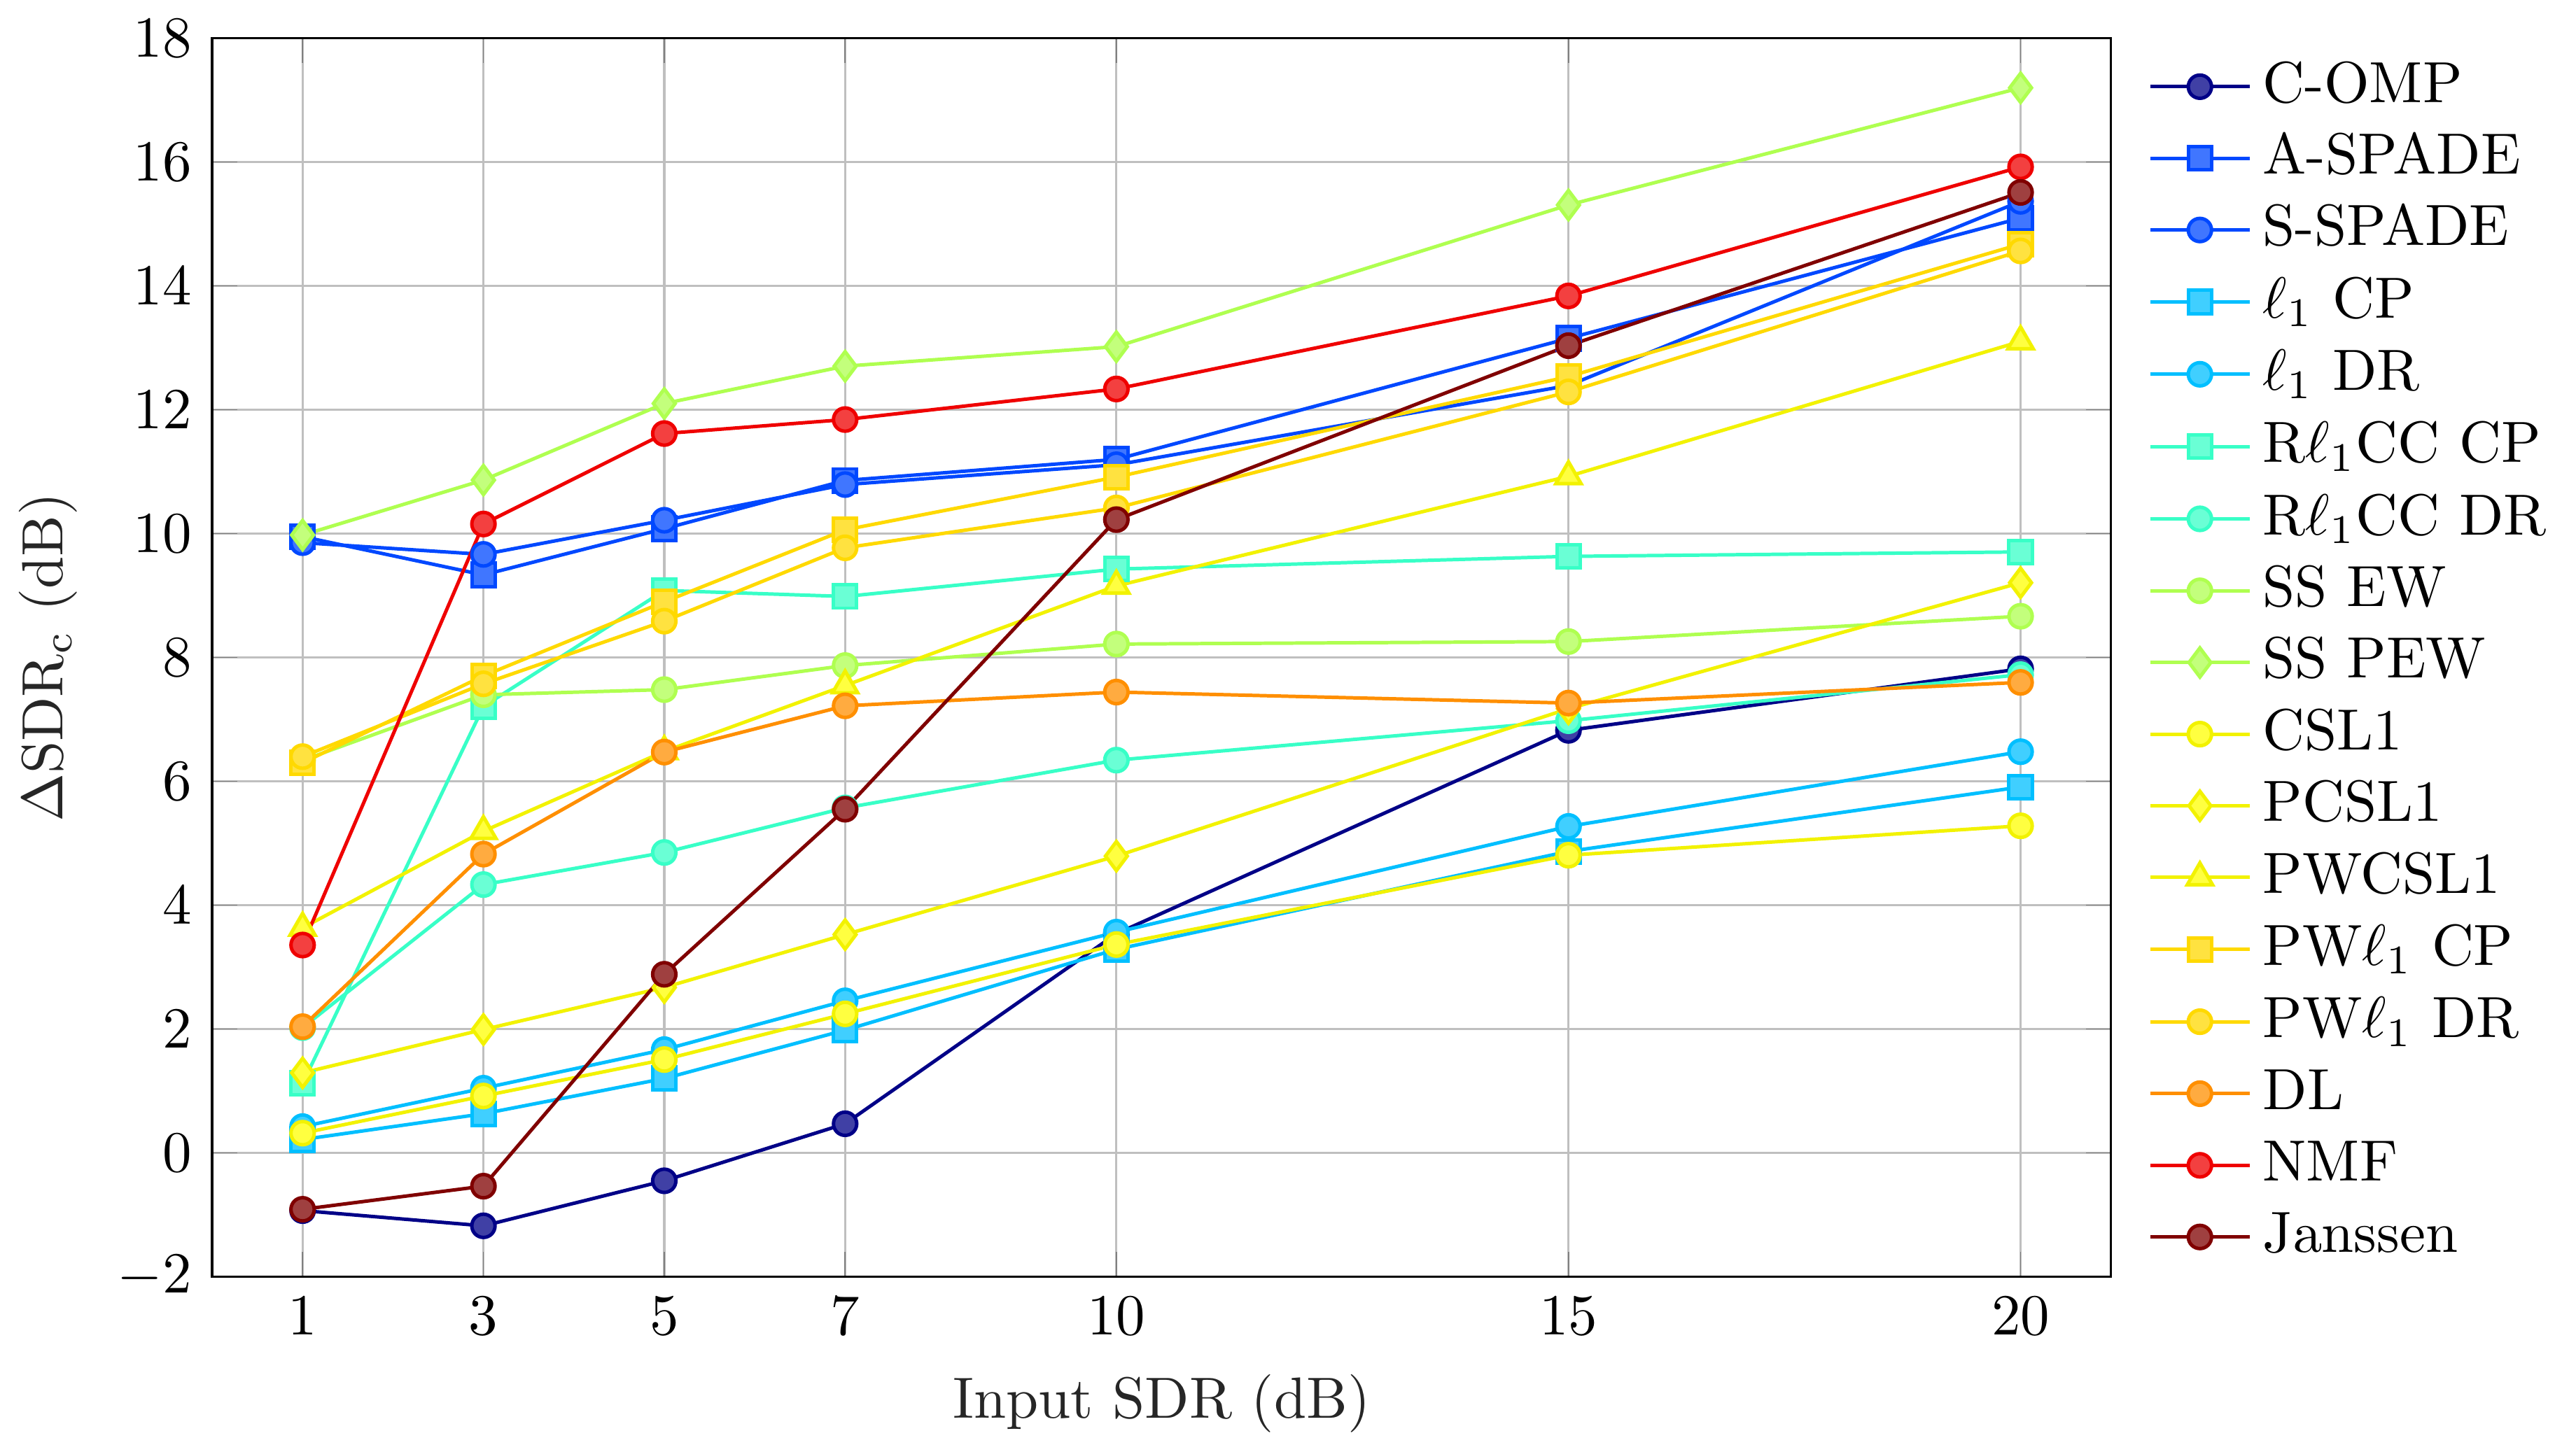 18
16
14
12
10
8
6
4
2
0
−2
ΔSDRc (dB)
1 3 5 7 10 15 20
Input SDR (dB)
C-OMP
A-SPADE
S-SPADE
ℓ1 CP
ℓ1 DR
Rℓ1CC CP
Rℓ1CC DR
SS EW
SS PEW
CSL1
PCSL1
PWCSL1
PWℓ1 CP
PWℓ1 DR
DL
NMF
Janssen